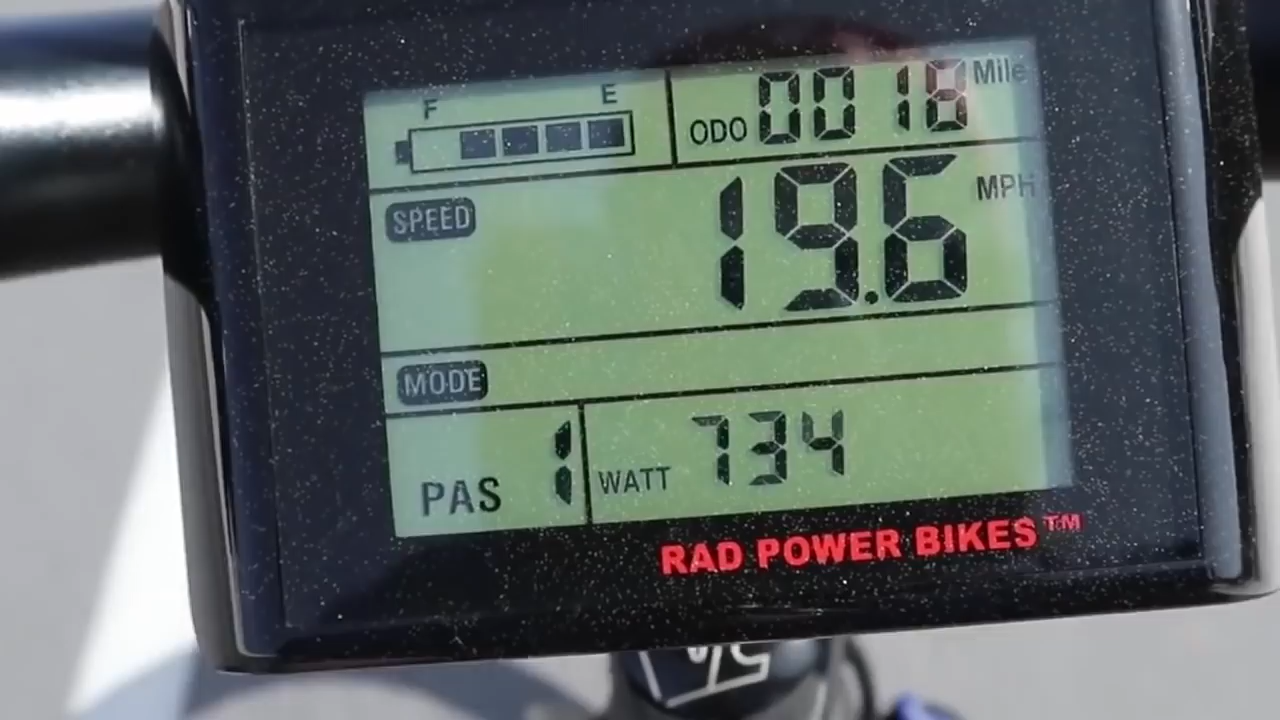 F E
ODO 0018 Mile
SPEED 19.6 MPH
MODE
PAS 1 WATT 734
RAD POWER BIKES™